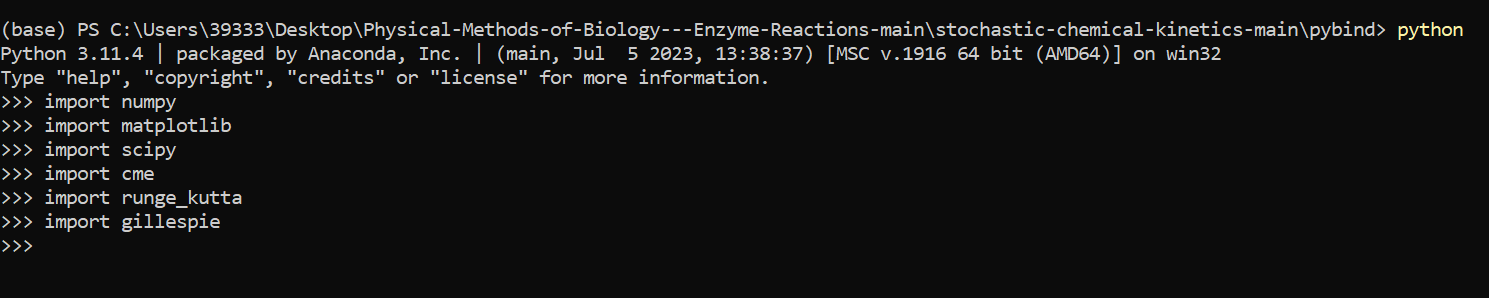 (base) PS C:\Users\39333\Desktop\Physical-Methods-of-Biology---Enzyme-Reactions-main\stochastic-chemical-kinetics-main\pybind> python
Python 3.11.4 | packaged by Anaconda, Inc. | (main, Jul  5 2023, 13:38:37) [MSC v.1916 64 bit (AMD64)] on win32
Type "help", "copyright", "credits" or "license" for more information.
>>> import numpy
>>> import matplotlib
>>> import scipy
>>> import cme
>>> import runge_kutta
>>> import gillespie
>>>